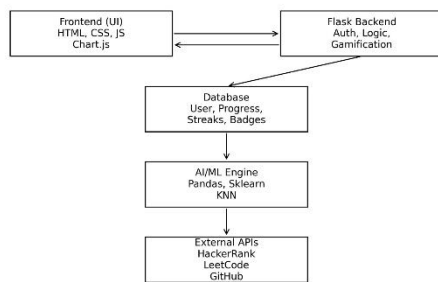 Frontend (UI)
HTML, CSS, JS
Chart.js
Flask Backend
Auth, Logic,
Gamification
Database
User, Progress,
Streaks, Badges
AI/ML Engine
Pandas, Sklearn
KNN
External APIs
HackerRank
LeetCode
GitHub